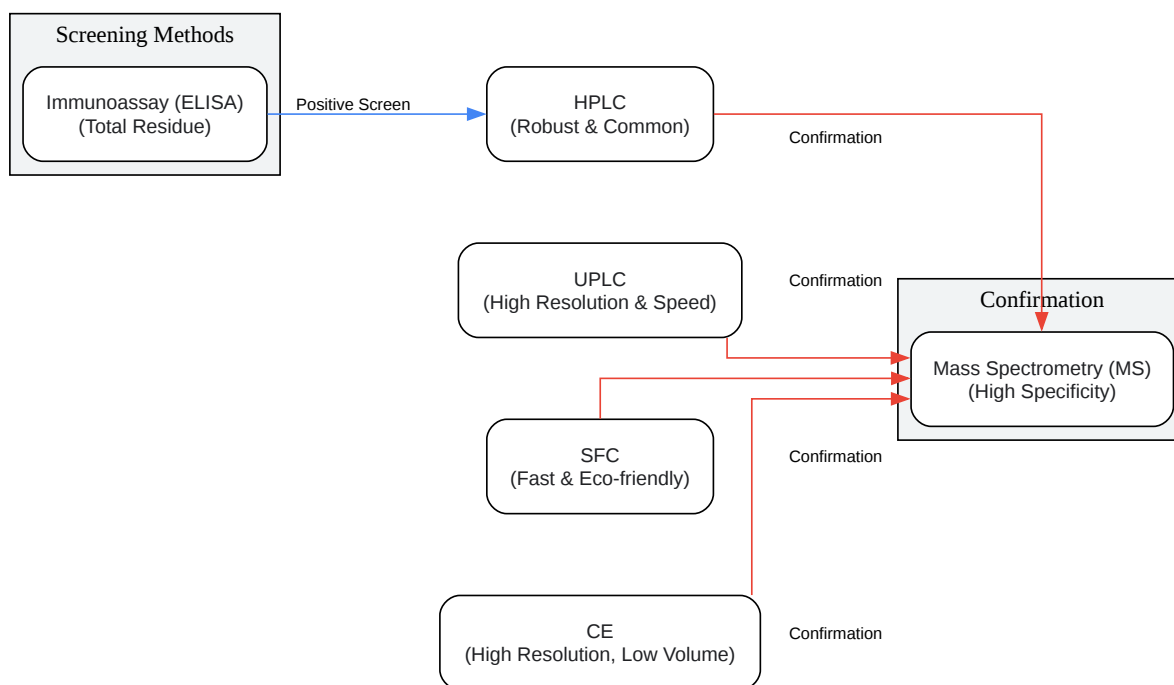 Screening Methods
Immunoassay (ELISA)
(Total Residue)
Positive Screen
HPLC
(Robust & Common)
Confirmation
UPLC
(High Resolution & Speed)
Confirmation
Confirmation
Mass Spectrometry (MS)
(High Specificity)
SFC
(Fast & Eco-friendly)
Confirmation
CE
(High Resolution, Low Volume)
Confirmation